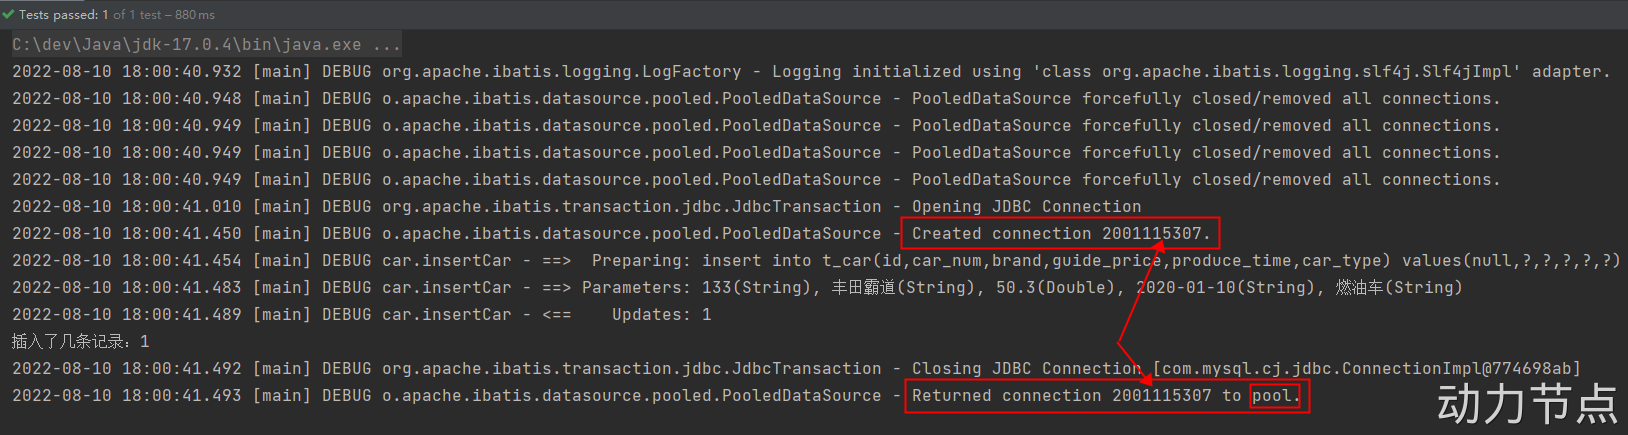 Tests passed: 1 of 1 test – 880 ms
C:\dev\Java\jdk-17.0.4\bin\java.exe ...
2022-08-10 18:00:40.932 [main] DEBUG org.apache.ibatis.logging.LogFactory - Logging initialized using 'class org.apache.ibatis.logging.slf4j.Slf4jImpl' adapter.
2022-08-10 18:00:40.948 [main] DEBUG o.apache.ibatis.datasource.pooled.PooledDataSource - PooledDataSource forcefully closed/removed all connections.
2022-08-10 18:00:40.949 [main] DEBUG o.apache.ibatis.datasource.pooled.PooledDataSource - PooledDataSource forcefully closed/removed all connections.
2022-08-10 18:00:40.949 [main] DEBUG o.apache.ibatis.datasource.pooled.PooledDataSource - PooledDataSource forcefully closed/removed all connections.
2022-08-10 18:00:40.949 [main] DEBUG o.apache.ibatis.datasource.pooled.PooledDataSource - PooledDataSource forcefully closed/removed all connections.
2022-08-10 18:00:41.010 [main] DEBUG org.apache.ibatis.transaction.jdbc.JdbcTransaction - Opening JDBC Connection
2022-08-10 18:00:41.450 [main] DEBUG o.apache.ibatis.datasource.pooled.PooledDataSource - Created connection 2001115307.
2022-08-10 18:00:41.454 [main] DEBUG car.insertCar - ==>  Preparing: insert into t_car(id,car_num,brand,guide_price,produce_time,car_type) values(null,?,?,?,?,?)
2022-08-10 18:00:41.483 [main] DEBUG car.insertCar - ==> Parameters: 133(String), 丰田霸道(String), 50.3(Double), 2020-01-10(String), 燃油车(String)
2022-08-10 18:00:41.489 [main] DEBUG car.insertCar - <==    Updates: 1
插入了几条记录：1
2022-08-10 18:00:41.492 [main] DEBUG org.apache.ibatis.transaction.jdbc.JdbcTransaction - Closing JDBC Connection [com.mysql.cj.jdbc.ConnectionImpl@774698ab]
2022-08-10 18:00:41.493 [main] DEBUG o.apache.ibatis.datasource.pooled.PooledDataSource - Returned connection 2001115307 to pool.
动力节点